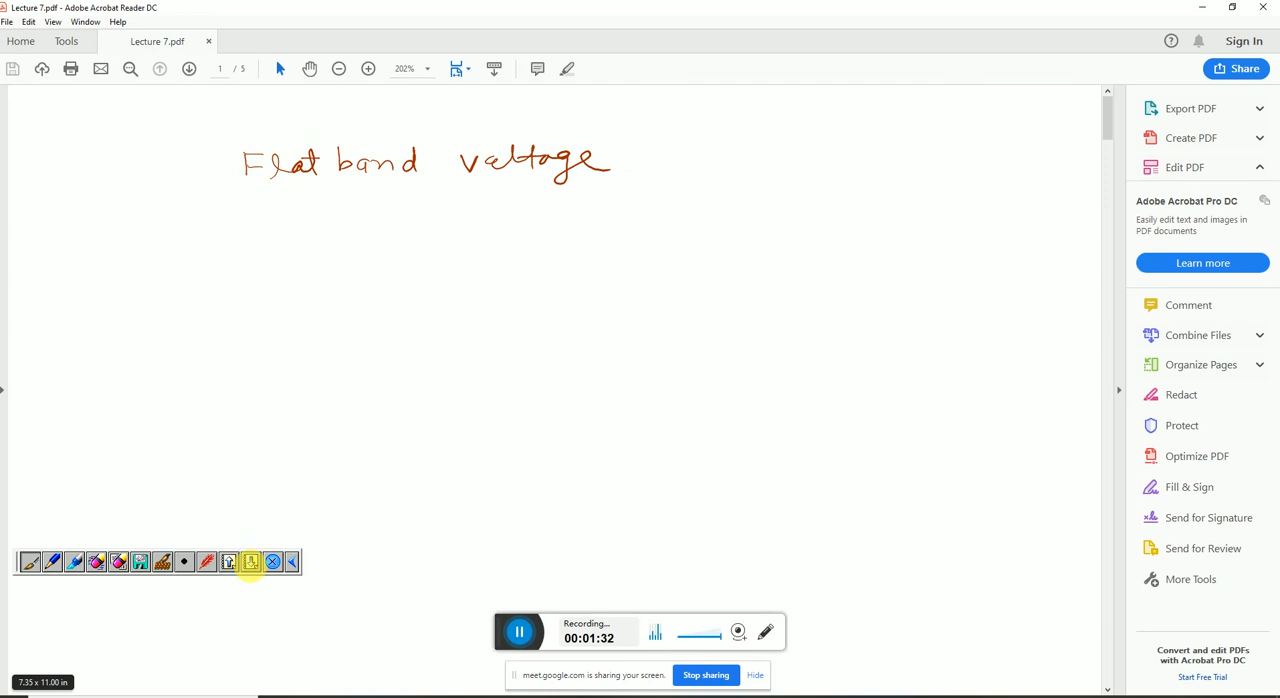 Lecture 7.pdf - Adobe Acrobat Reader DC
File Edit View Window Help
Home Tools Lecture 7.pdf × Sign In
1 / 5 202% Share
Flat band voltage
Export PDF
Create PDF
Edit PDF
Adobe Acrobat Pro DC
Easily edit text and images in
PDF documents
Learn more
Comment
Combine Files
Organize Pages
Redact
Protect
Optimize PDF
Fill & Sign
Send for Signature
Send for Review
More Tools
Convert and edit PDFs
with Acrobat Pro DC
Start Free Trial
Recording...
00:01:32
meet.google.com is sharing your screen. Stop sharing Hide
7.35 x 11.00 in